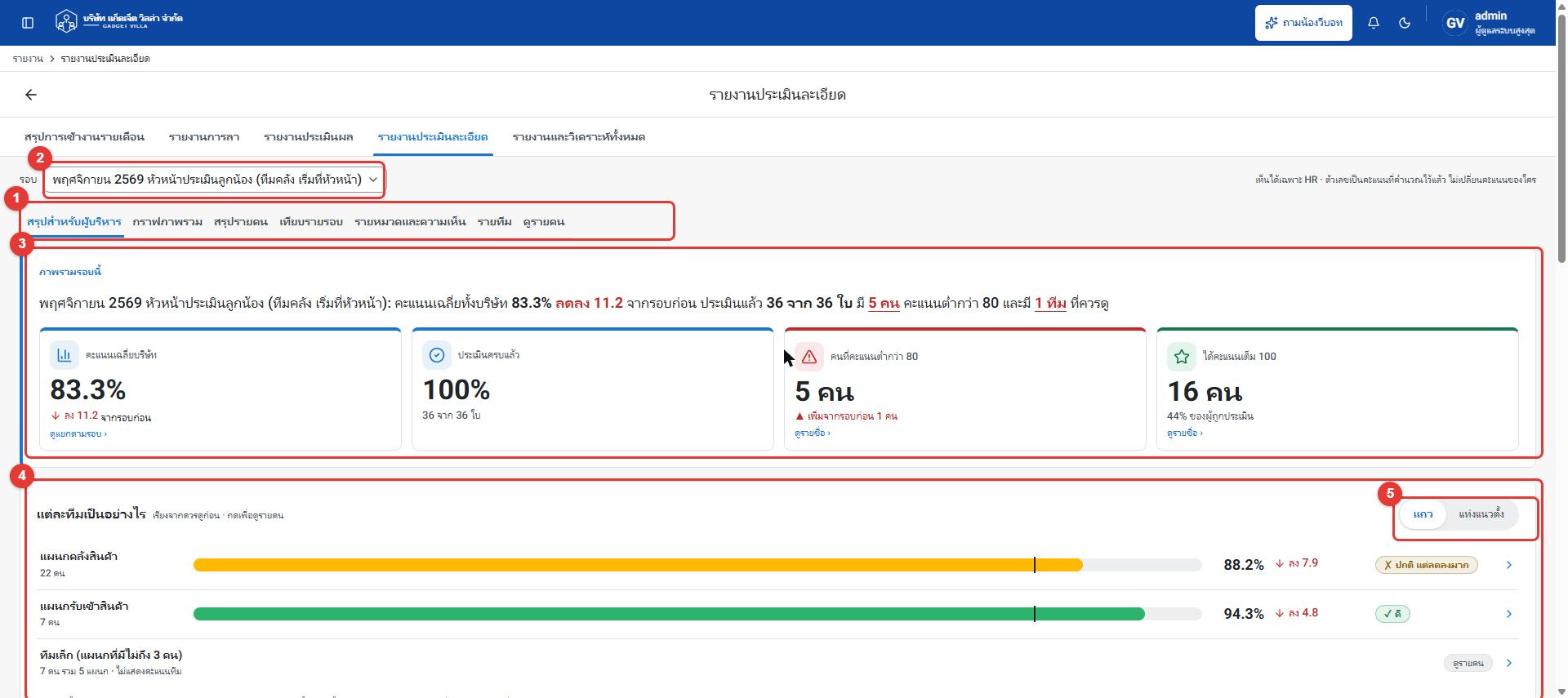 บริษัท แก็ดเจ็ต วิลล่า จำกัด
GADGET VILLA
ถามน้องวีบอท
GV
admin
ผู้ดูแลระบบสูงสุด
รายงาน > รายงานประเมินละเอียด
รายงานประเมินละเอียด
สรุปการเข้างานรายเดือน รายงานการลา รายงานประเมินผล รายงานประเมินละเอียด รายงานและวิเคราะห์ทั้งหมด
2
รอบ พฤศจิกายน 2569 หัวหน้าประเมินลูกน้อง (ทีมคลัง เริ่มที่หัวหน้า)
เห็นได้เฉพาะ HR · ตัวเลขเป็นคะแนนที่คำนวณไว้แล้ว ไม่เปลี่ยนคะแนนของใคร
1
สรุปสำหรับผู้บริหาร กราฟภาพรวม สรุปรายคน เทียบรายรอบ รายหมวดและความเห็น รายทีม ดูรายคน
3
ภาพรวมรอบนี้
พฤศจิกายน 2569 หัวหน้าประเมินลูกน้อง (ทีมคลัง เริ่มที่หัวหน้า): คะแนนเฉลี่ยทั้งบริษัท 83.3% ลดลง 11.2 จากรอบก่อน ประเมินแล้ว 36 จาก 36 ใบ มี 5 คน คะแนนต่ำกว่า 80 และมี 1 ทีม ที่ควรดู
คะแนนเฉลี่ยบริษัท
83.3%
↓ ลง 11.2 จากรอบก่อน
ดูแยกตามรอบ ›
ประเมินครบแล้ว
100%
36 จาก 36 ใบ
คนที่คะแนนต่ำกว่า 80
5 คน
▲ เพิ่มจากรอบก่อน 1 คน
ดูรายชื่อ ›
ได้คะแนนเต็ม 100
16 คน
44% ของผู้ถูกประเมิน
ดูรายชื่อ ›
4
แต่ละทีมเป็นอย่างไร เรียงจากควรดูก่อน · กดเพื่อดูรายคน
5
แถว แท่งแนวตั้ง
แผนกคลังสินค้า
22 คน
88.2% ↓ ลง 7.9 ✗ ปกติ แต่ลดลงมาก
แผนกรับเข้าสินค้า
7 คน
94.3% ↓ ลง 4.8 ✓ ดี
ทีมเล็ก (แผนกที่มีไม่ถึง 3 คน)
7 คน รวม 5 แผนก · ไม่แสดงคะแนนทีม
ดูรายคน